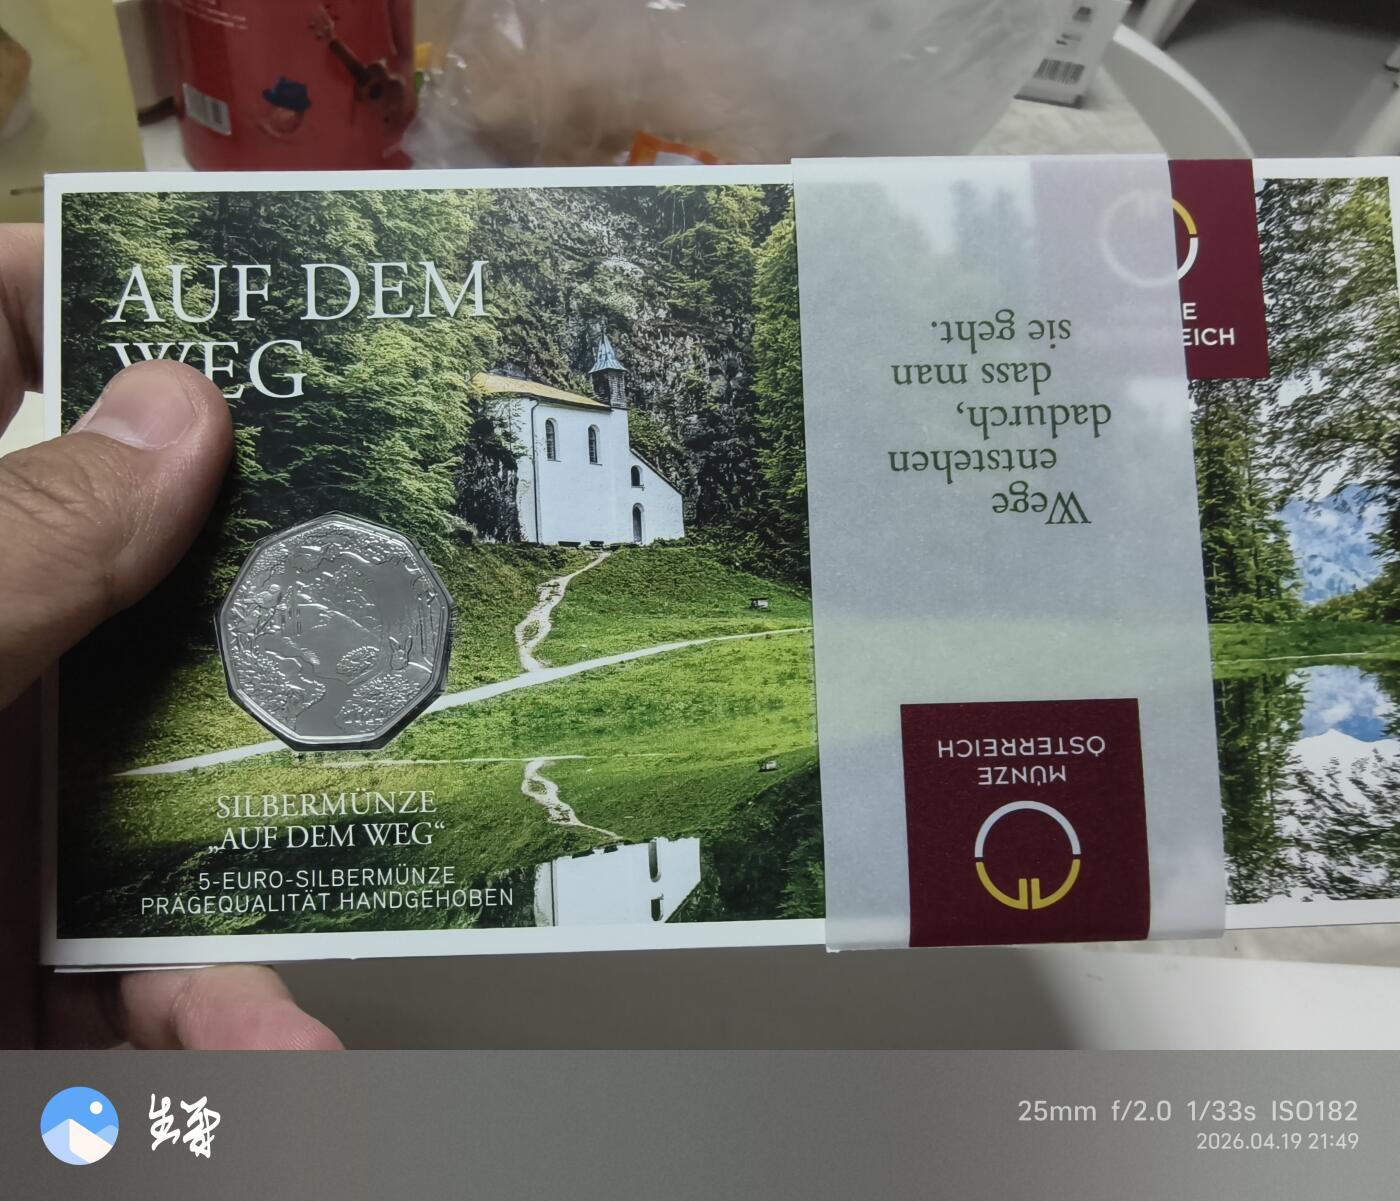 AUF DEM
WEG
SILBERMÜNZE
„AUF DEM WEG“
5-EURO-SILBERMÜNZE
PRÄGEQUALITÄT HANDGEHOBEN
Wege
entstehen
dadurch,
dass man
sie geht.
MÜNZE
ÖSTERREICH
E
EICH
25mm f/2.0 1/33s ISO182
2026.04.19 21:49